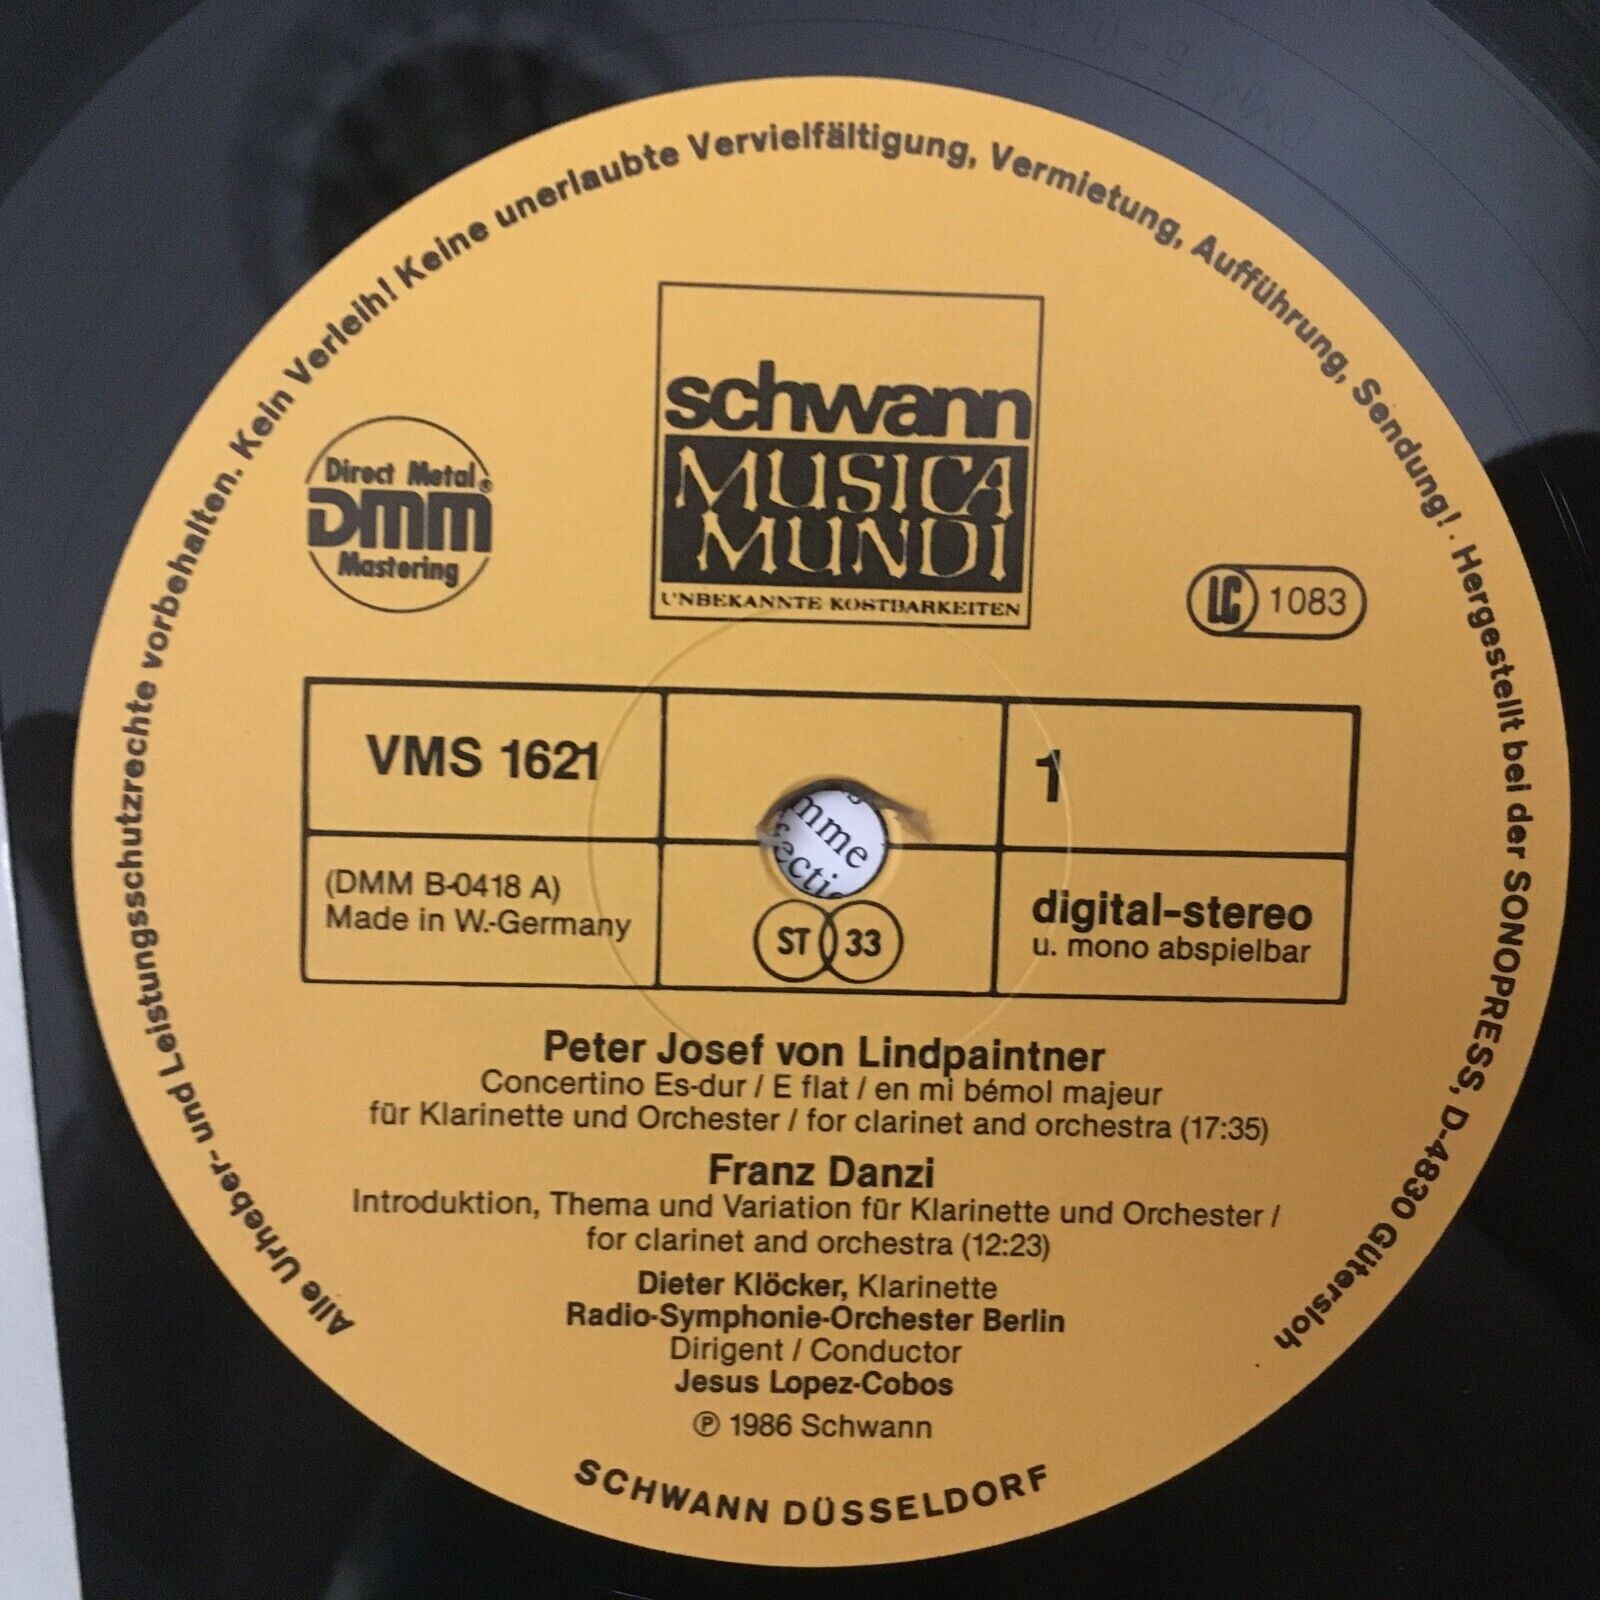 Alle Urheber- und Leistungsschutzrechte vorbehalten. Kein Verleih! Keine unerlaubte Vervielfältigung, Vermietung, Aufführung, Sendung! · Hergestellt bei der SONOPRESS, D-4830 Gütersloh
schwann
MUSICA
MUNDI
UNBEKANNTE KOSTBARKEITEN
Direct Metal®
DMM
Mastering
LC 1083
VMS 1621
1
mme
ectio
(DMM B-0418 A)
Made in W.-Germany
ST 33
digital-stereo
u. mono abspielbar
Peter Josef von Lindpaintner
Concertino Es-dur / E flat / en mi bémol majeur
für Klarinette und Orchester / for clarinet and orchestra (17:35)
Franz Danzi
Introduktion, Thema und Variation für Klarinette und Orchester /
for clarinet and orchestra (12:23)
Dieter Klöcker, Klarinette
Radio-Symphonie-Orchester Berlin
Dirigent / Conductor
Jesus Lopez-Cobos
℗ 1986 Schwann
SCHWANN DÜSSELDORF